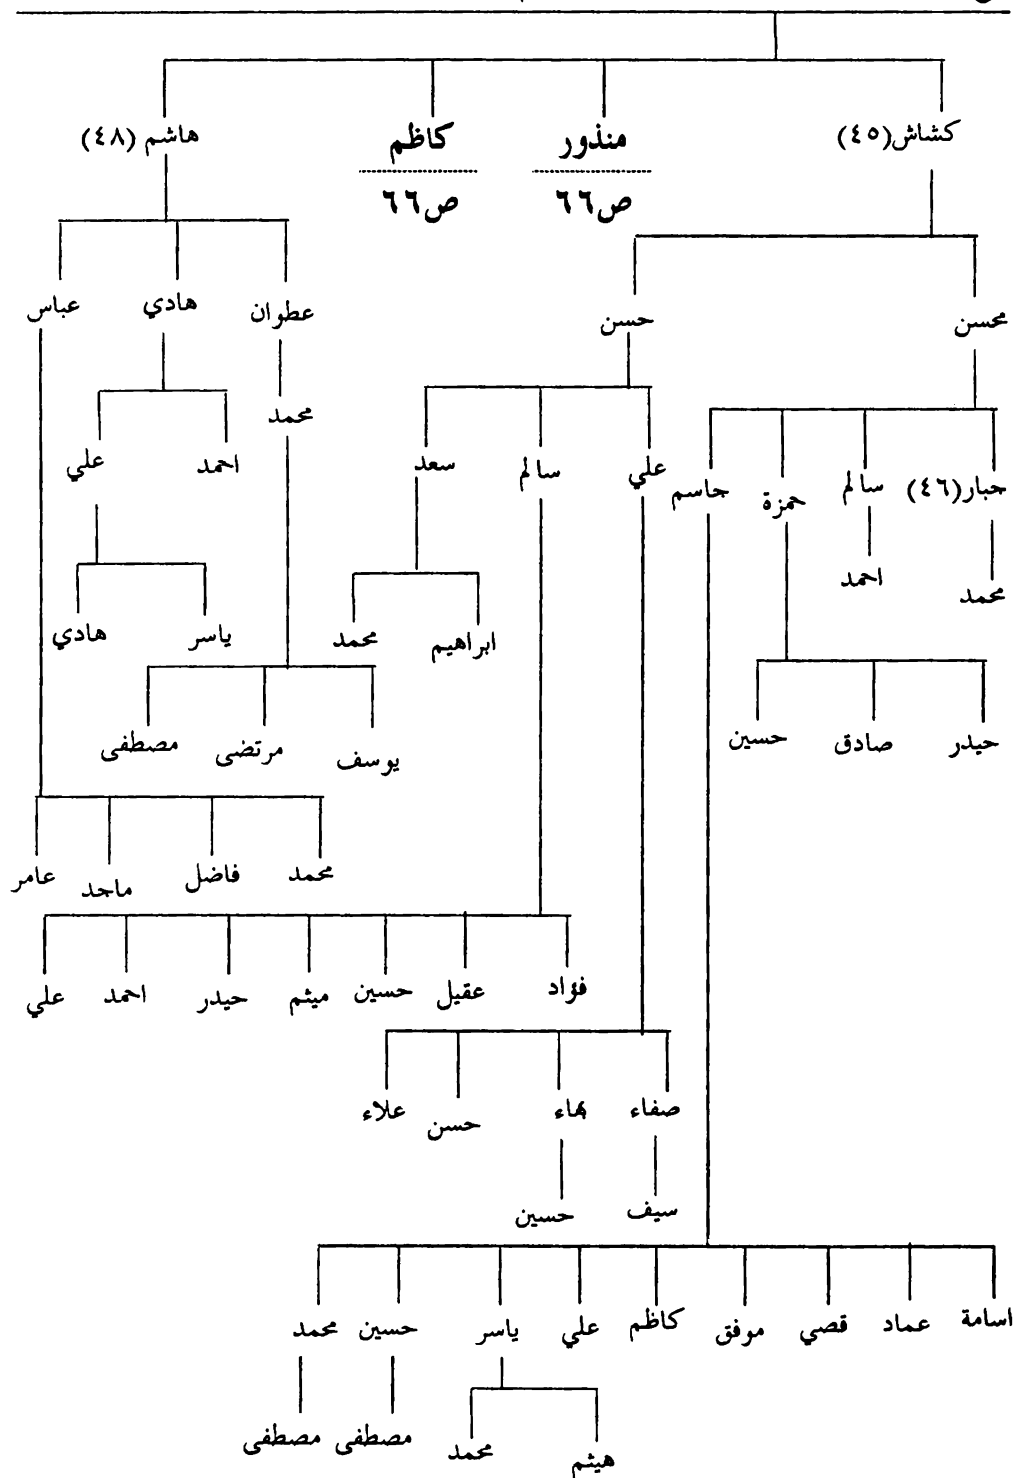 كشاش (٤٥) منذور كاظم هاشم (٤٨)
ص٦٦ ص٦٦
محسن حسن عطوان هادي عباس
جبار (٤٦) سالم حمزة جاسم علي سالم سعد محمد احمد علي
محمد احمد ابراهيم محمد ياسر هادي
حيدر صادق حسين يوسف مرتضى مصطفى
محمد فاضل ماجد عامر
فؤاد عقيل حسين ميثم حيدر احمد علي
صفاء بهاء حسن علاء
سيف حسين
اسامة عماد قصي موفق كاظم علي ياسر حسين محمد
هيثم محمد مصطفى مصطفى